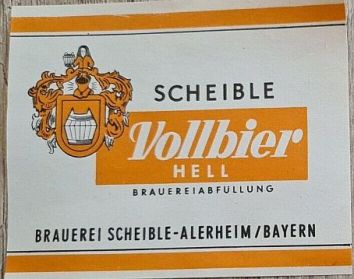 SCHEIBLE
Vollbier
HELL
BRAUEREIABFÜLLUNG
BRAUEREI SCHEIBLE-ALERHEIM/BAYERN